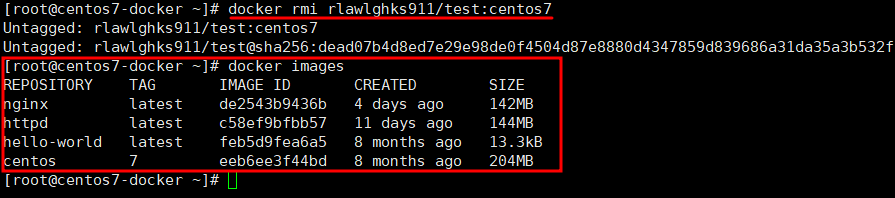 [root@centos7-docker ~]# docker rmi rlawlghks911/test:centos7
Untagged: rlawlghks911/test:centos7
Untagged: rlawlghks911/test@sha256:dead07b4d8ed7e29e98de0f4504d87e8880d4347859d839686a31da35a3b532f
[root@centos7-docker ~]# docker images
REPOSITORY TAG IMAGE ID CREATED SIZE
nginx latest de2543b9436b 4 days ago 142MB
httpd latest c58ef9bfbb57 11 days ago 144MB
hello-world latest feb5d9fea6a5 8 months ago 13.3kB
centos 7 eeb6ee3f44bd 8 months ago 204MB
[root@centos7-docker ~]#